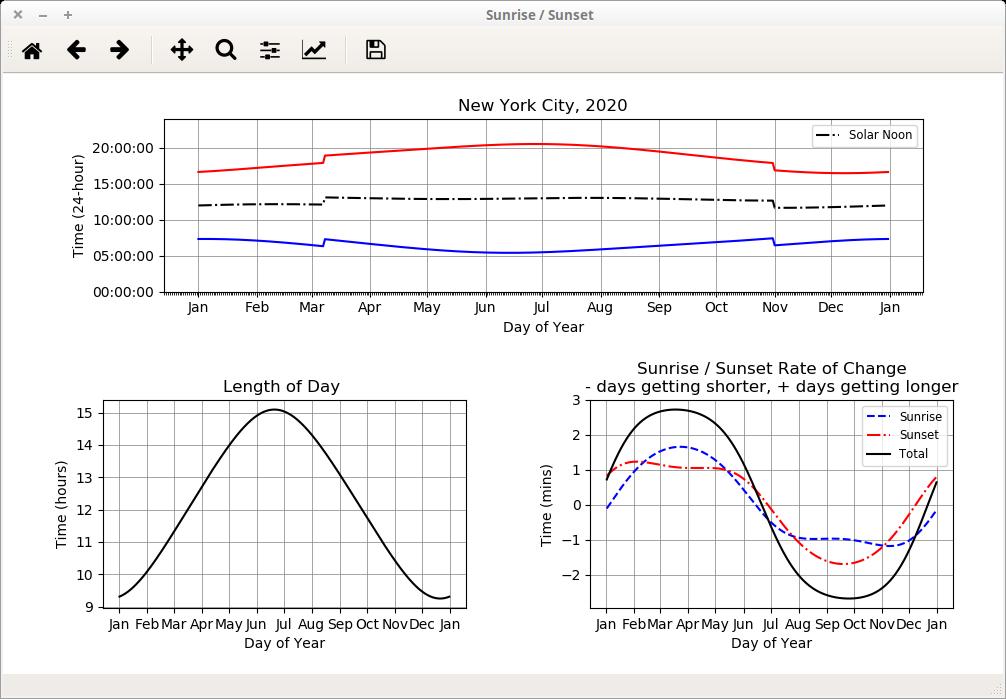 Sunrise / Sunset
New York City, 2020
Solar Noon
Time (24-hour)
20:00:00
15:00:00
10:00:00
05:00:00
00:00:00
Jan Feb Mar Apr May Jun Jul Aug Sep Oct Nov Dec Jan
Day of Year
Length of Day
Time (hours)
15
14
13
12
11
10
9
Jan Feb Mar Apr May Jun Jul Aug Sep Oct Nov Dec Jan
Day of Year
Sunrise / Sunset Rate of Change
- days getting shorter, + days getting longer
Sunrise
Sunset
Total
Time (mins)
3
2
1
0
−1
−2
Jan Feb Mar Apr May Jun Jul Aug Sep Oct Nov Dec Jan
Day of Year